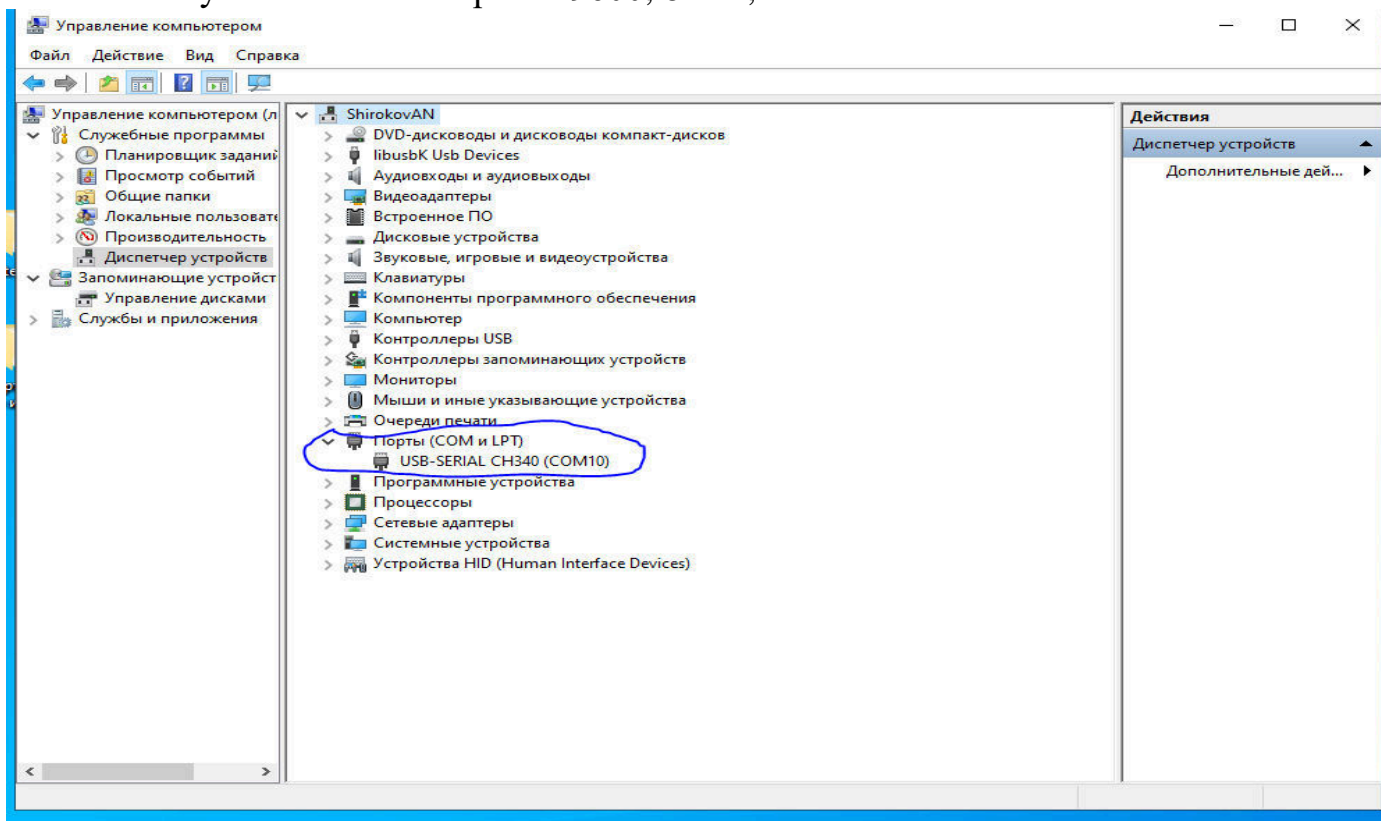 Управление компьютером
Файл Действие Вид Справка
Управление компьютером (л
Служебные программы
Планировщик заданий
Просмотр событий
Общие папки
Локальные пользовате
Производительность
Диспетчер устройств
Запоминающие устройст
Управление дисками
Службы и приложения
ShirokovAN
DVD-дисководы и дисководы компакт-дисков
libusbK Usb Devices
Аудиовходы и аудиовыходы
Видеоадаптеры
Встроенное ПО
Дисковые устройства
Звуковые, игровые и видеоустройства
Клавиатуры
Компоненты программного обеспечения
Компьютер
Контроллеры USB
Контроллеры запоминающих устройств
Мониторы
Мыши и иные указывающие устройства
Очереди печати
Порты (COM и LPT)
USB-SERIAL CH340 (COM10)
Программные устройства
Процессоры
Сетевые адаптеры
Системные устройства
Устройства HID (Human Interface Devices)
Действия
Диспетчер устройств
Дополнительные дей...